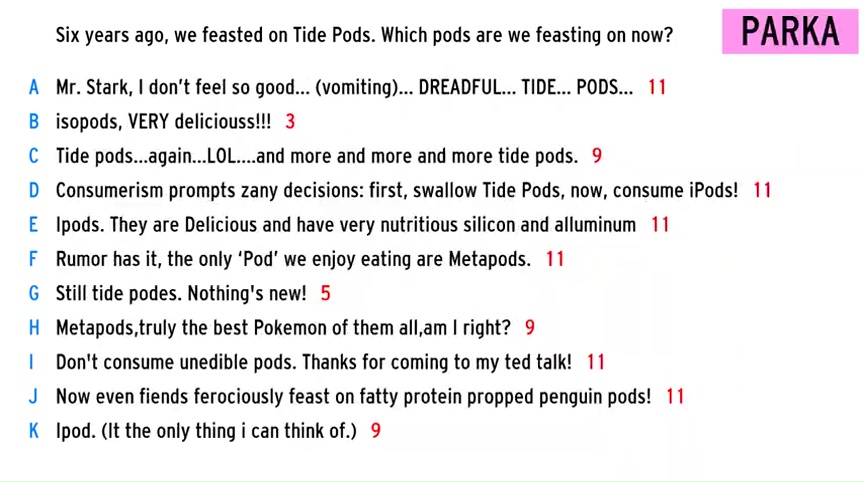 Six years ago, we feasted on Tide Pods. Which pods are we feasting on now?
PARKA
A Mr. Stark, I don't feel so good... (vomiting)... DREADFUL... TIDE... PODS... 11
B isopods, VERY deliciouss!!! 3
C Tide pods...again...LOL....and more and more and more tide pods. 9
D Consumerism prompts zany decisions: first, swallow Tide Pods, now, consume iPods! 11
E Ipods. They are Delicious and have very nutritious silicon and alluminum 11
F Rumor has it, the only ‘Pod’ we enjoy eating are Metapods. 11
G Still tide podes. Nothing's new! 5
H Metapods,truly the best Pokemon of them all,am I right? 9
I Don't consume unedible pods. Thanks for coming to my ted talk! 11
J Now even fiends ferociously feast on fatty protein propped penguin pods! 11
K Ipod. (It the only thing i can think of.) 9